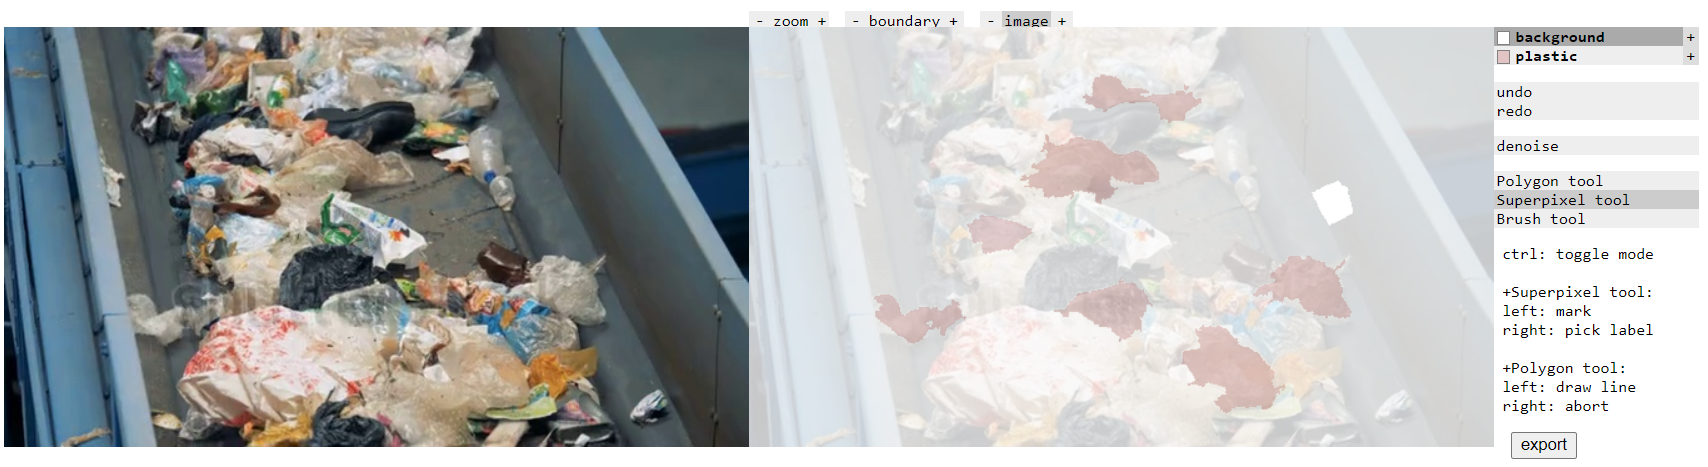 - zoom + - boundary + - image +
background +
plastic +
undo
redo
denoise
Polygon tool
Superpixel tool
Brush tool
ctrl: toggle mode
+Superpixel tool:
left: mark
right: pick label
+Polygon tool:
left: draw line
right: abort
export